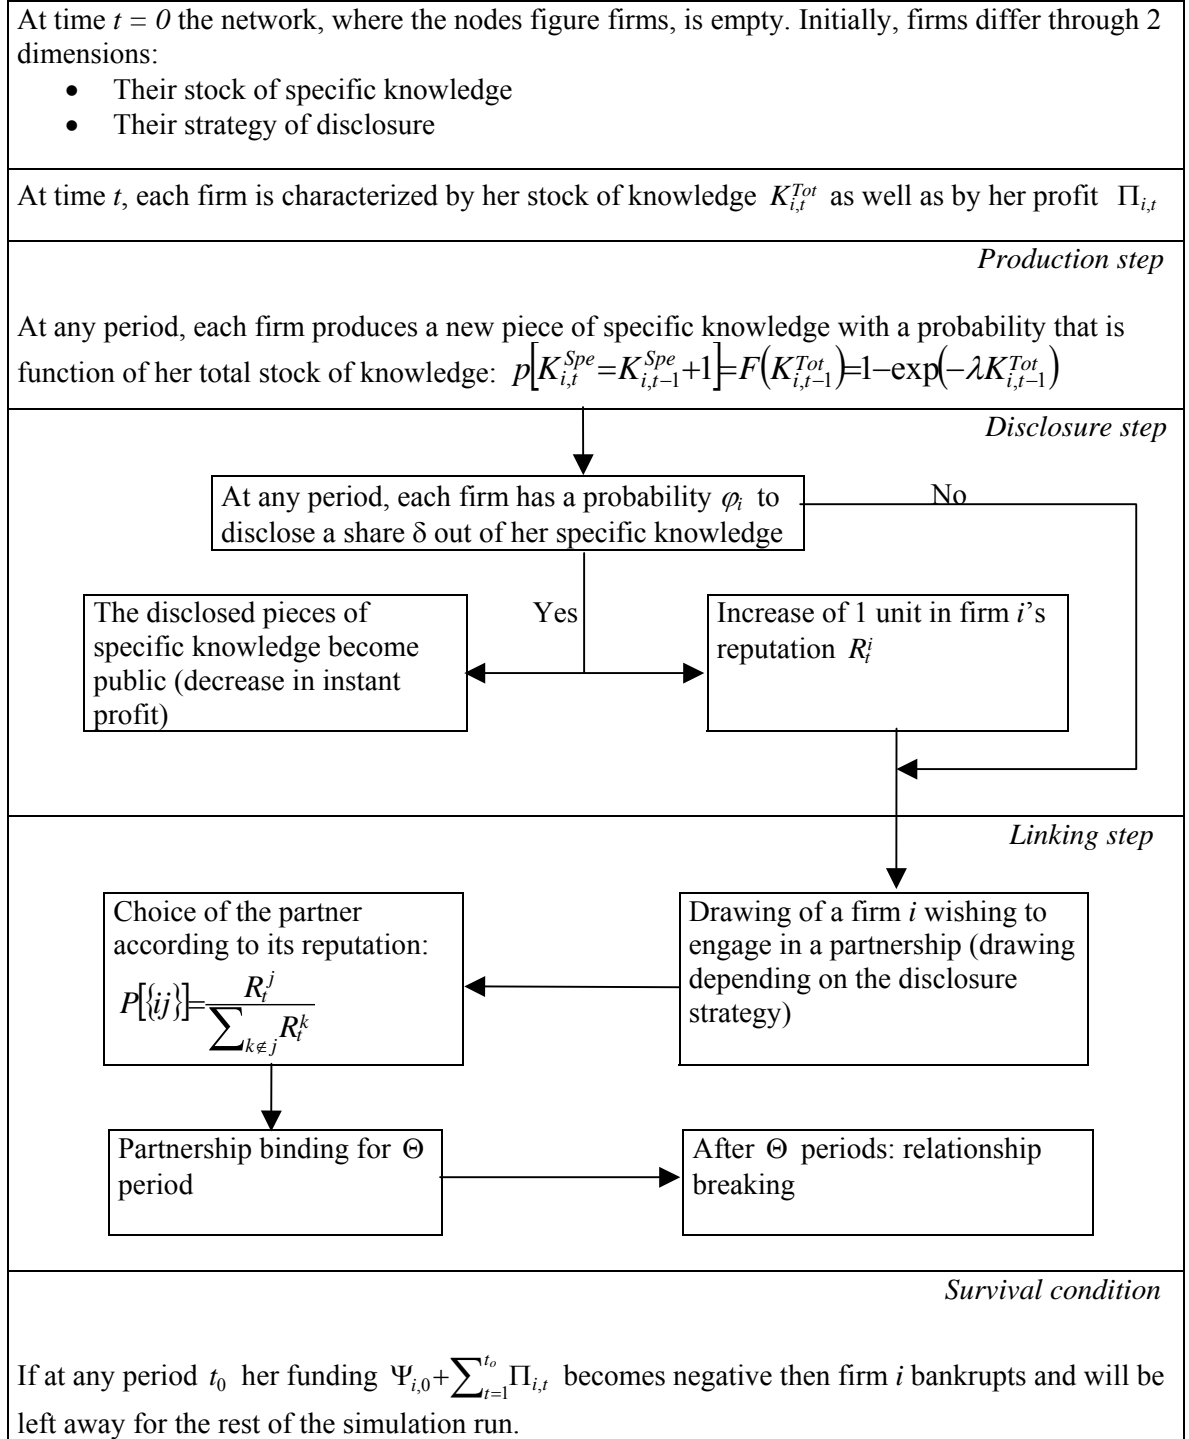 At time t = 0 the network, where the nodes figure firms, is empty. Initially, firms differ through 2
dimensions:
• Their stock of specific knowledge
• Their strategy of disclosure
At time t, each firm is characterized by her stock of knowledge K_{i,t}^{Tot} as well as by her profit Π_{i,t}
Production step
At any period, each firm produces a new piece of specific knowledge with a probability that is
function of her total stock of knowledge: p[K_{i,t}^{Spe}=K_{i,t-1}^{Spe}+1]=F(K_{i,t-1}^{Tot})=1−exp(−λK_{i,t-1}^{Tot})
Disclosure step
At any period, each firm has a probability φ_i to
disclose a share δ out of her specific knowledge
No
Yes
The disclosed pieces of
specific knowledge become
public (decrease in instant
profit)
Increase of 1 unit in firm i's
reputation R_t^i
Linking step
Drawing of a firm i wishing to
engage in a partnership (drawing
depending on the disclosure
strategy)
Choice of the partner
according to its reputation:
P[{ij}]=R_t^j/∑_{k∉j}R_t^k
Partnership binding for Θ
period
After Θ periods: relationship
breaking
Survival condition
If at any period t_0 her funding Ψ_{i,0}+∑_{t=1}^{t_o}Π_{i,t} becomes negative then firm i bankrupts and will be
left away for the rest of the simulation run.